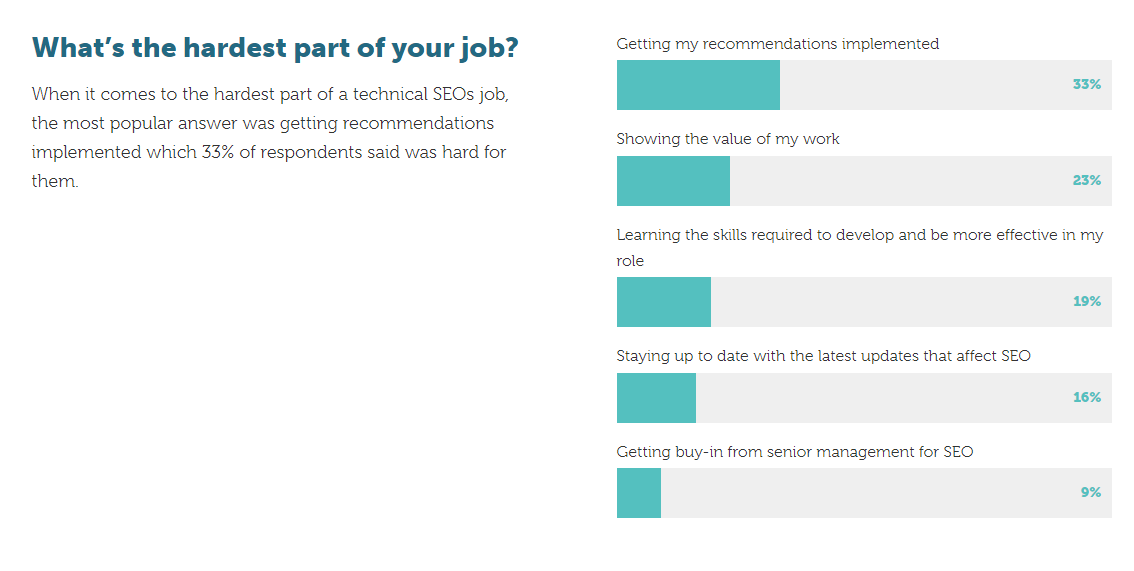 What’s the hardest part of your job?
When it comes to the hardest part of a technical SEOs job,
the most popular answer was getting recommendations
implemented which 33% of respondents said was hard for
them.
Getting my recommendations implemented
33%
Showing the value of my work
23%
Learning the skills required to develop and be more effective in my
role
19%
Staying up to date with the latest updates that affect SEO
16%
Getting buy-in from senior management for SEO
9%